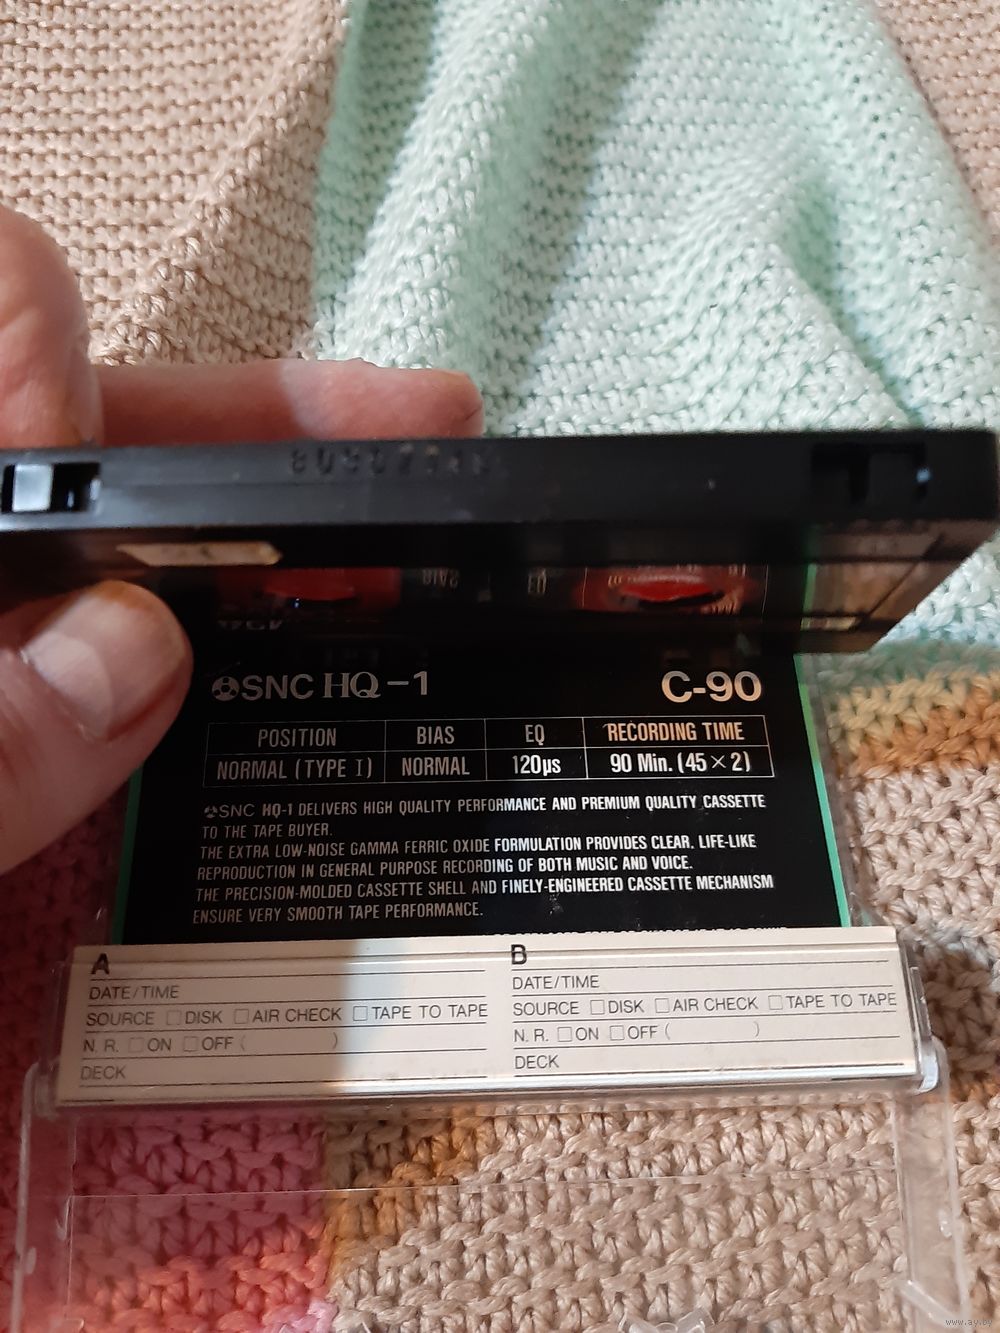 SNC HQ-1 C-90
POSITION BIAS EQ RECORDING TIME
NORMAL (TYPE I) NORMAL 120µs 90 Min. (45×2)
SNC HQ-1 DELIVERS HIGH QUALITY PERFORMANCE AND PREMIUM QUALITY CASSETTE
TO THE TAPE BUYER.
THE EXTRA LOW-NOISE GAMMA FERRIC OXIDE FORMULATION PROVIDES CLEAR. LIFE-LIKE
REPRODUCTION IN GENERAL PURPOSE RECORDING OF BOTH MUSIC AND VOICE.
THE PRECISION-MOLDED CASSETTE SHELL AND FINELY-ENGINEERED CASSETTE MECHANISM
ENSURE VERY SMOOTH TAPE PERFORMANCE.
A
DATE/TIME
SOURCE □DISK □AIR CHECK □TAPE TO TAPE
N. R. □ON □OFF ( )
DECK
B
DATE/TIME
SOURCE □DISK □AIR CHECK □TAPE TO TAPE
N. R. □ON □OFF ( )
DECK
www.ay.by